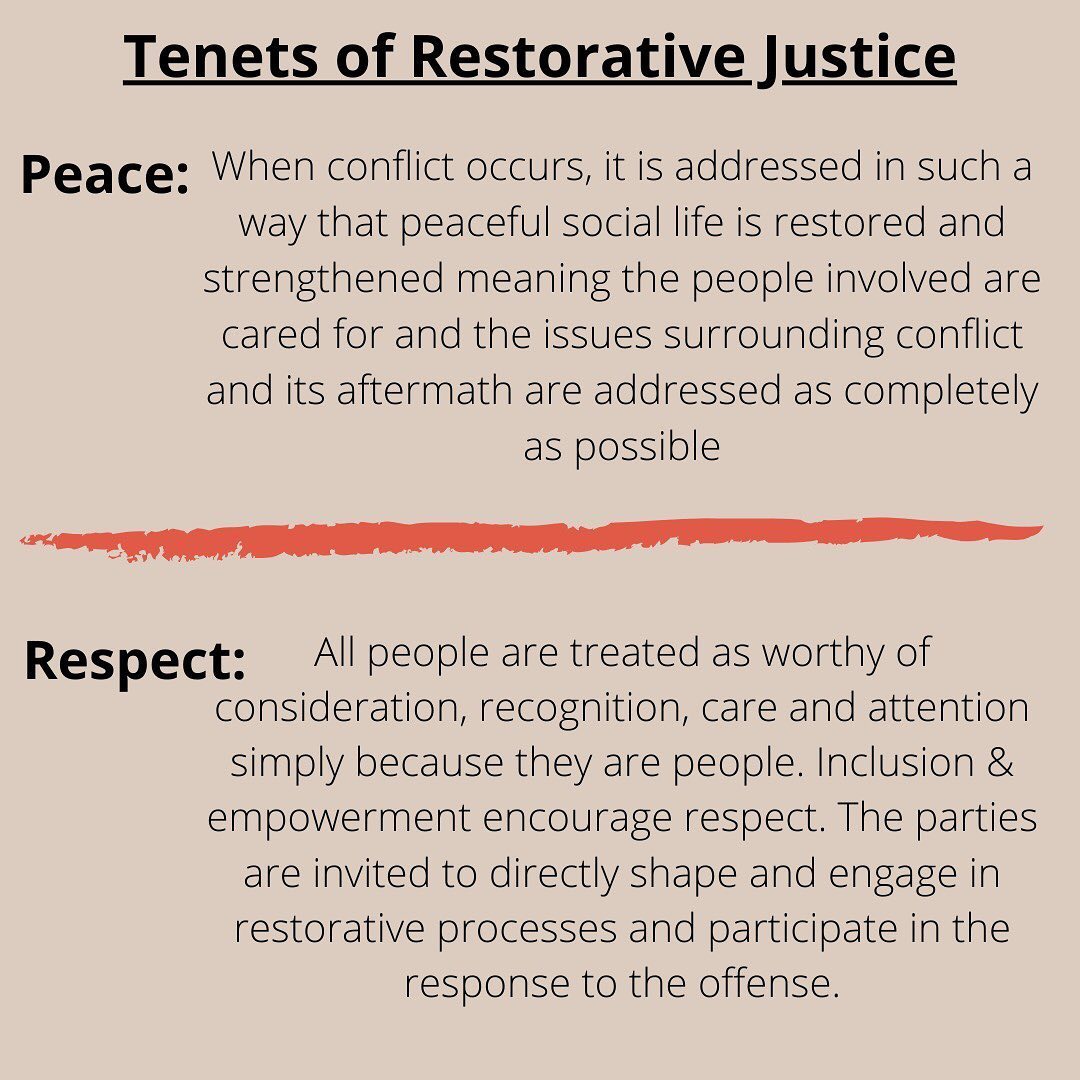 Tenets of Restorative Justice
Peace: When conflict occurs, it is addressed in such a
way that peaceful social life is restored and
strengthened meaning the people involved are
cared for and the issues surrounding conflict
and its aftermath are addressed as completely
as possible
Respect: All people are treated as worthy of
consideration, recognition, care and attention
simply because they are people. Inclusion &
empowerment encourage respect. The parties
are invited to directly shape and engage in
restorative processes and participate in the
response to the offense.